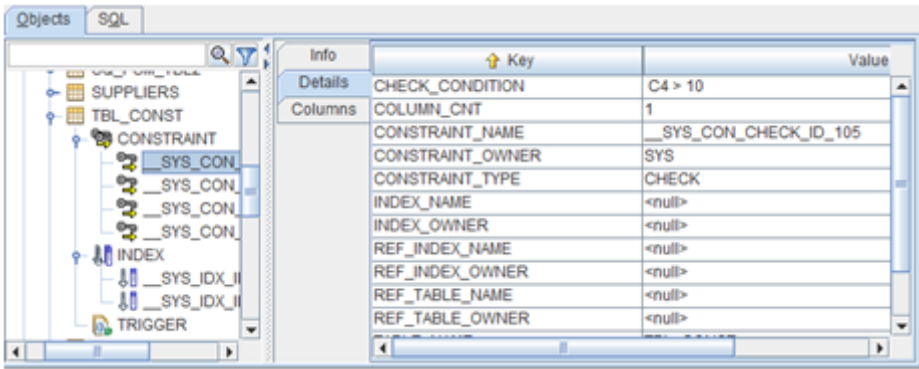 Objects SQL
Info
Details
Columns
Key Value
SUPPLIERS
TBL_CONST
CONSTRAINT
__SYS_CON_
__SYS_CON_
__SYS_CON_
__SYS_CON_
INDEX
__SYS_IDX_II
__SYS_IDX_II
TRIGGER
CHECK_CONDITION C4 > 10
COLUMN_CNT 1
CONSTRAINT_NAME __SYS_CON_CHECK_ID_105
CONSTRAINT_OWNER SYS
CONSTRAINT_TYPE CHECK
INDEX_NAME <null>
INDEX_OWNER <null>
REF_INDEX_NAME <null>
REF_INDEX_OWNER <null>
REF_TABLE_NAME <null>
REF_TABLE_OWNER <null>